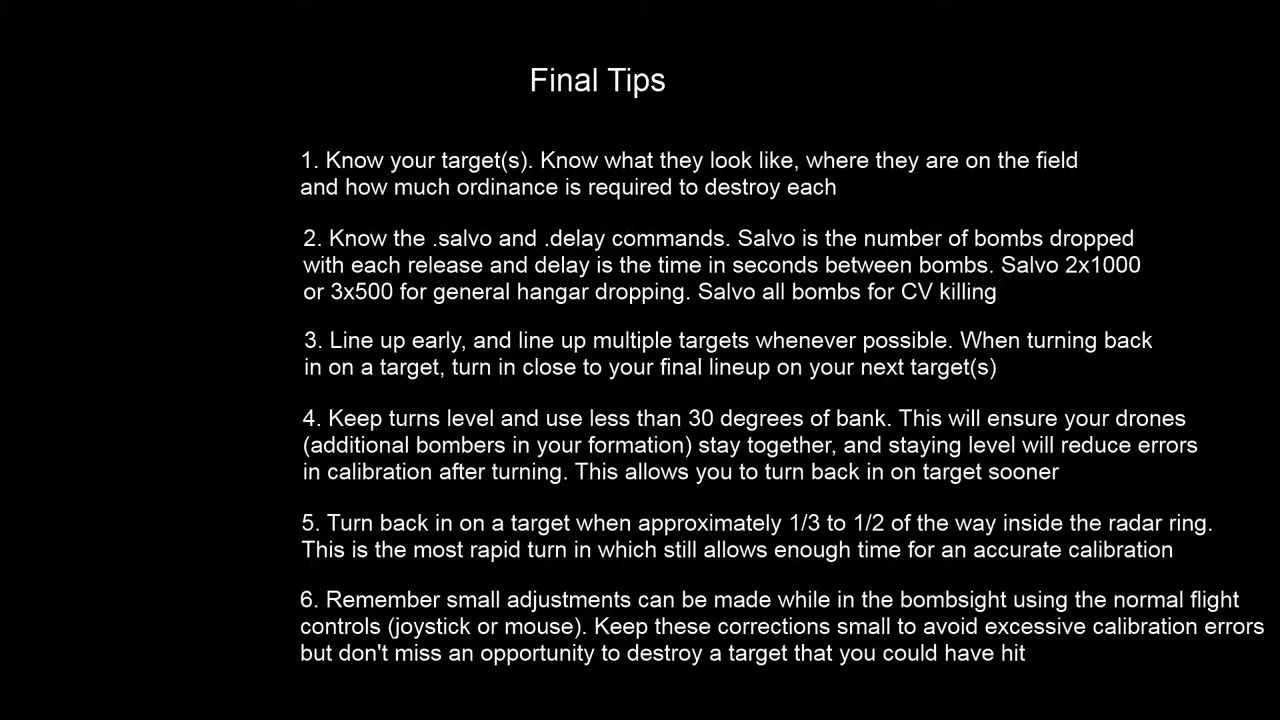 Final Tips
1. Know your target(s). Know what they look like, where they are on the field
and how much ordinance is required to destroy each
2. Know the .salvo and .delay commands. Salvo is the number of bombs dropped
with each release and delay is the time in seconds between bombs. Salvo 2x1000
or 3x500 for general hangar dropping. Salvo all bombs for CV killing
3. Line up early, and line up multiple targets whenever possible. When turning back
in on a target, turn in close to your final lineup on your next target(s)
4. Keep turns level and use less than 30 degrees of bank. This will ensure your drones
(additional bombers in your formation) stay together, and staying level will reduce errors
in calibration after turning. This allows you to turn back in on target sooner
5. Turn back in on a target when approximately 1/3 to 1/2 of the way inside the radar ring.
This is the most rapid turn in which still allows enough time for an accurate calibration
6. Remember small adjustments can be made while in the bombsight using the normal flight
controls (joystick or mouse). Keep these corrections small to avoid excessive calibration errors
but don't miss an opportunity to destroy a target that you could have hit